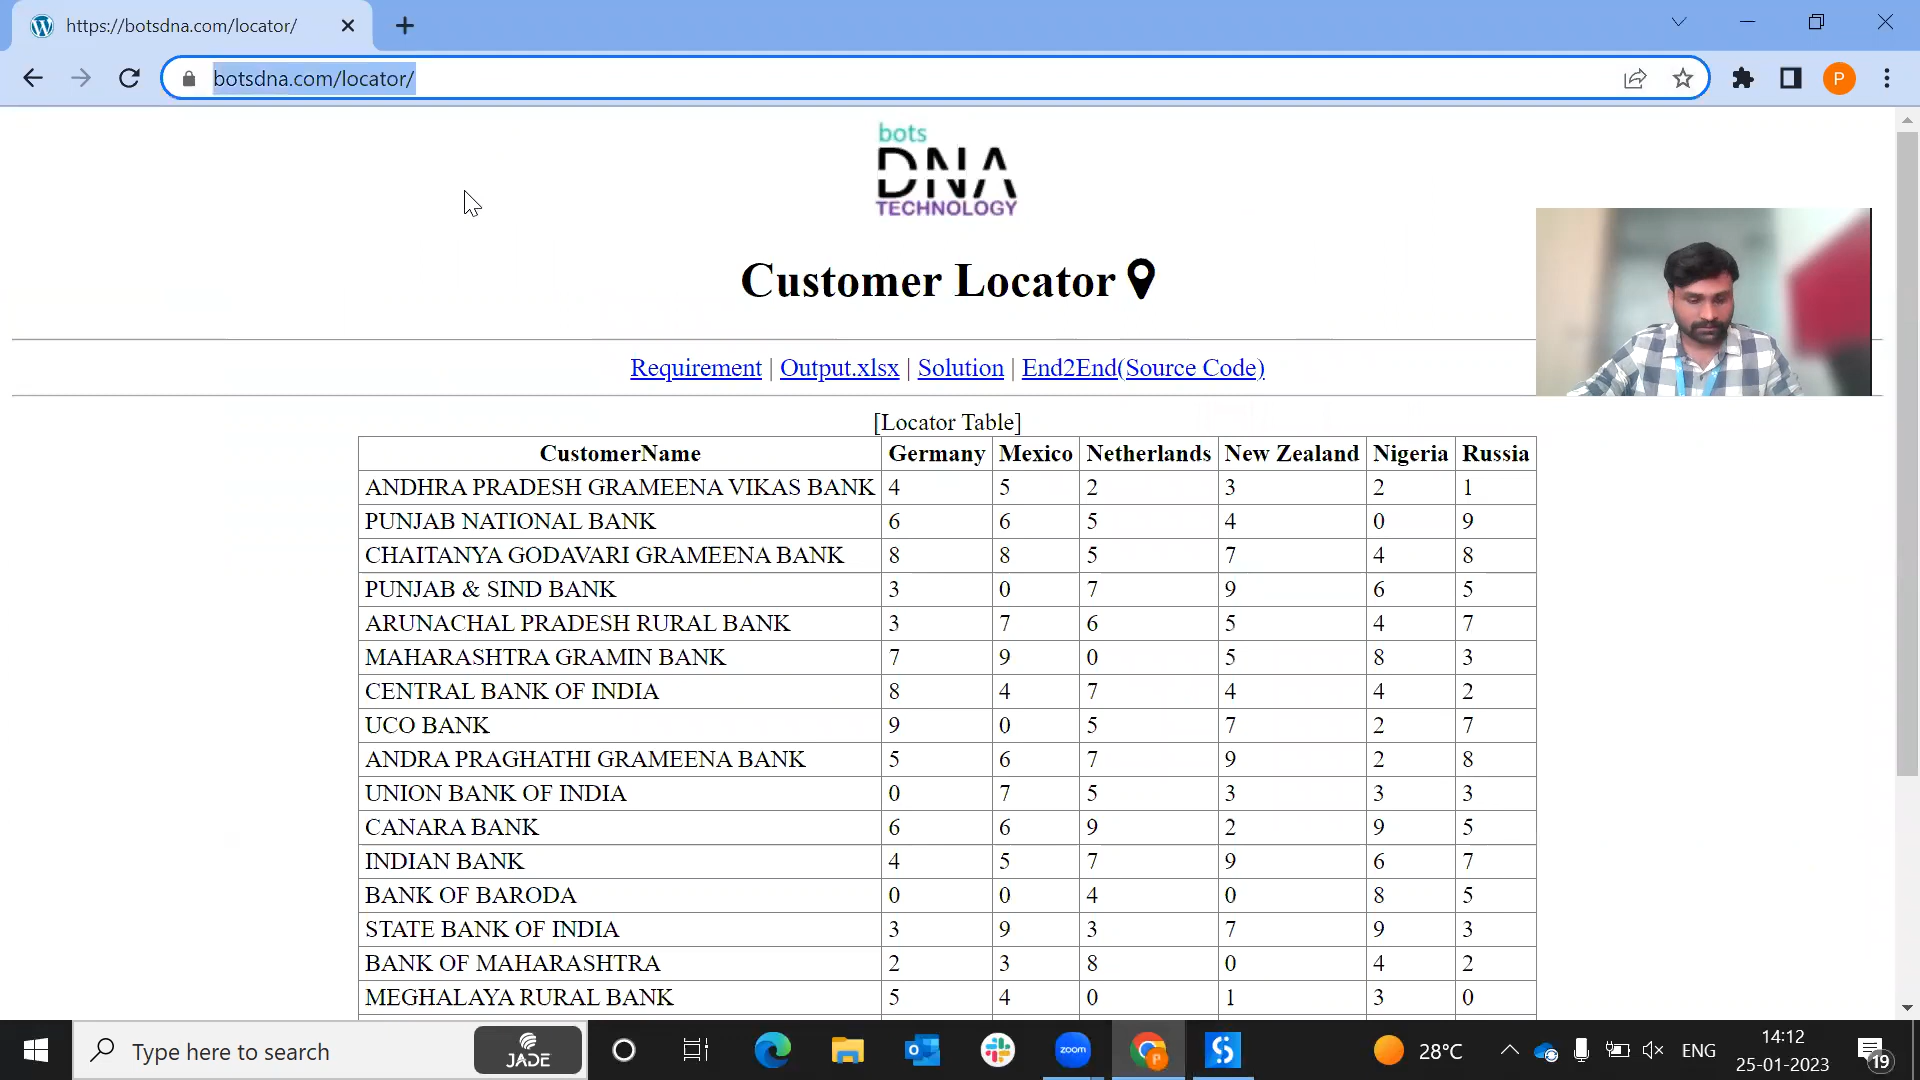 https://botsdna.com/locator/
botsdna.com/locator/
P
bots
DNA
TECHNOLOGY
Customer Locator
Requirement | Output.xlsx | Solution | End2End(Source Code)
[Locator Table]
CustomerName Germany Mexico Netherlands New Zealand Nigeria Russia
ANDHRA PRADESH GRAMEENA VIKAS BANK 4 5 2 3 2 1
PUNJAB NATIONAL BANK 6 6 5 4 0 9
CHAITANYA GODAVARI GRAMEENA BANK 8 8 5 7 4 8
PUNJAB & SIND BANK 3 0 7 9 6 5
ARUNACHAL PRADESH RURAL BANK 3 7 6 5 4 7
MAHARASHTRA GRAMIN BANK 7 9 0 5 8 3
CENTRAL BANK OF INDIA 8 4 7 4 4 2
UCO BANK 9 0 5 7 2 7
ANDRA PRAGHATHI GRAMEENA BANK 5 6 7 9 2 8
UNION BANK OF INDIA 0 7 5 3 3 3
CANARA BANK 6 6 9 2 9 5
INDIAN BANK 4 5 7 9 6 7
BANK OF BARODA 0 0 4 0 8 5
STATE BANK OF INDIA 3 9 3 7 9 3
BANK OF MAHARASHTRA 2 3 8 0 4 2
MEGHALAYA RURAL BANK 5 4 0 1 3 0
Type here to search JADE zoom P 28°C ENG 14:12
25-01-2023 19